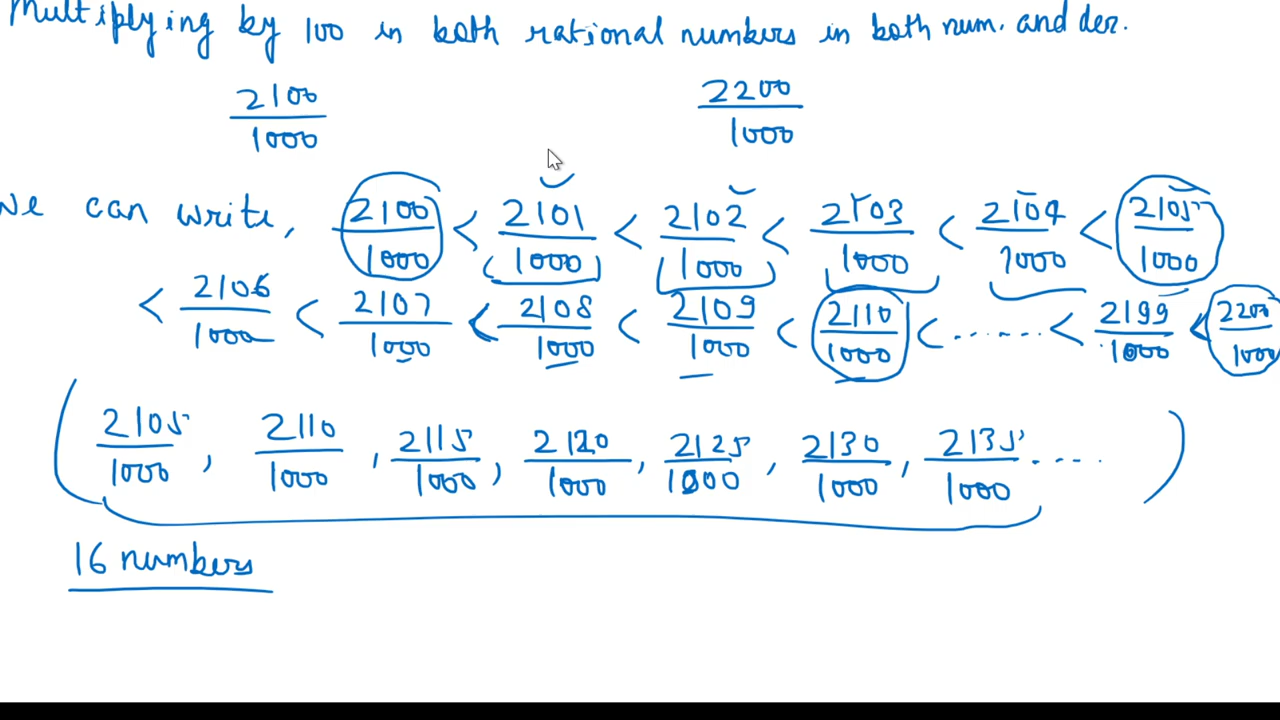 Multiplying by 100 in both rational numbers in both num. and den.
2100/1000 2200/1000
We can write, 2100/1000 < 2101/1000 < 2102/1000 < 2103/1000 < 2104/1000 < 2105/1000
< 2106/1000 < 2107/1000 < 2108/1000 < 2109/1000 < 2110/1000 < ....... < 2199/1000 < 2200/1000
( 2105/1000, 2110/1000, 2115/1000, 2120/1000, 2125/1000, 2130/1000, 2135/1000 ..... )
16 numbers